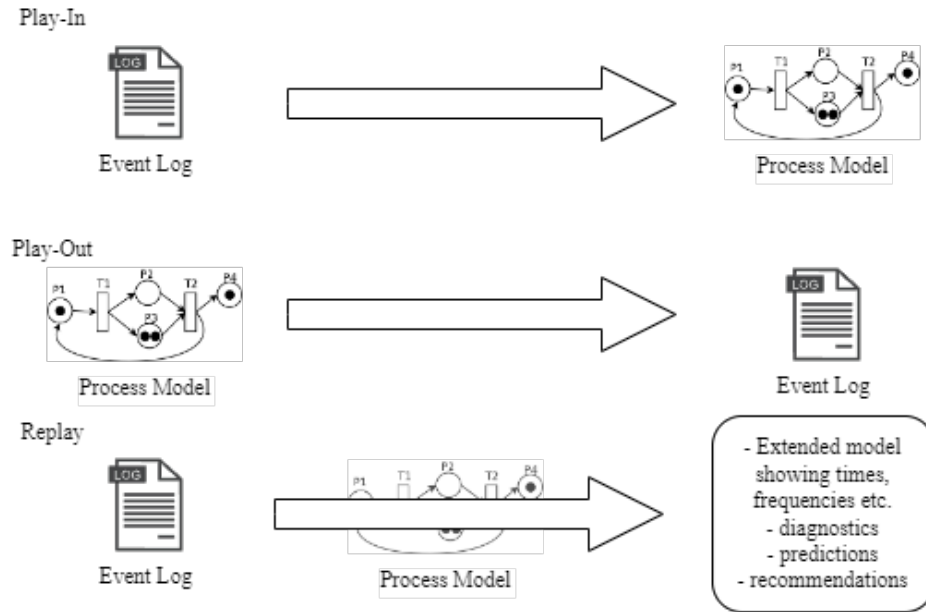 Play-In
LOG
Event Log
P1
T1
P2
P3
T2
P4
Process Model
Play-Out
P1
T1
P2
P3
T2
P4
Process Model
LOG
Event Log
Replay
LOG
Event Log
P1
T1
P2
T2
P4
Process Model
- Extended model
showing times,
frequencies etc.
- diagnostics
- predictions
- recommendations